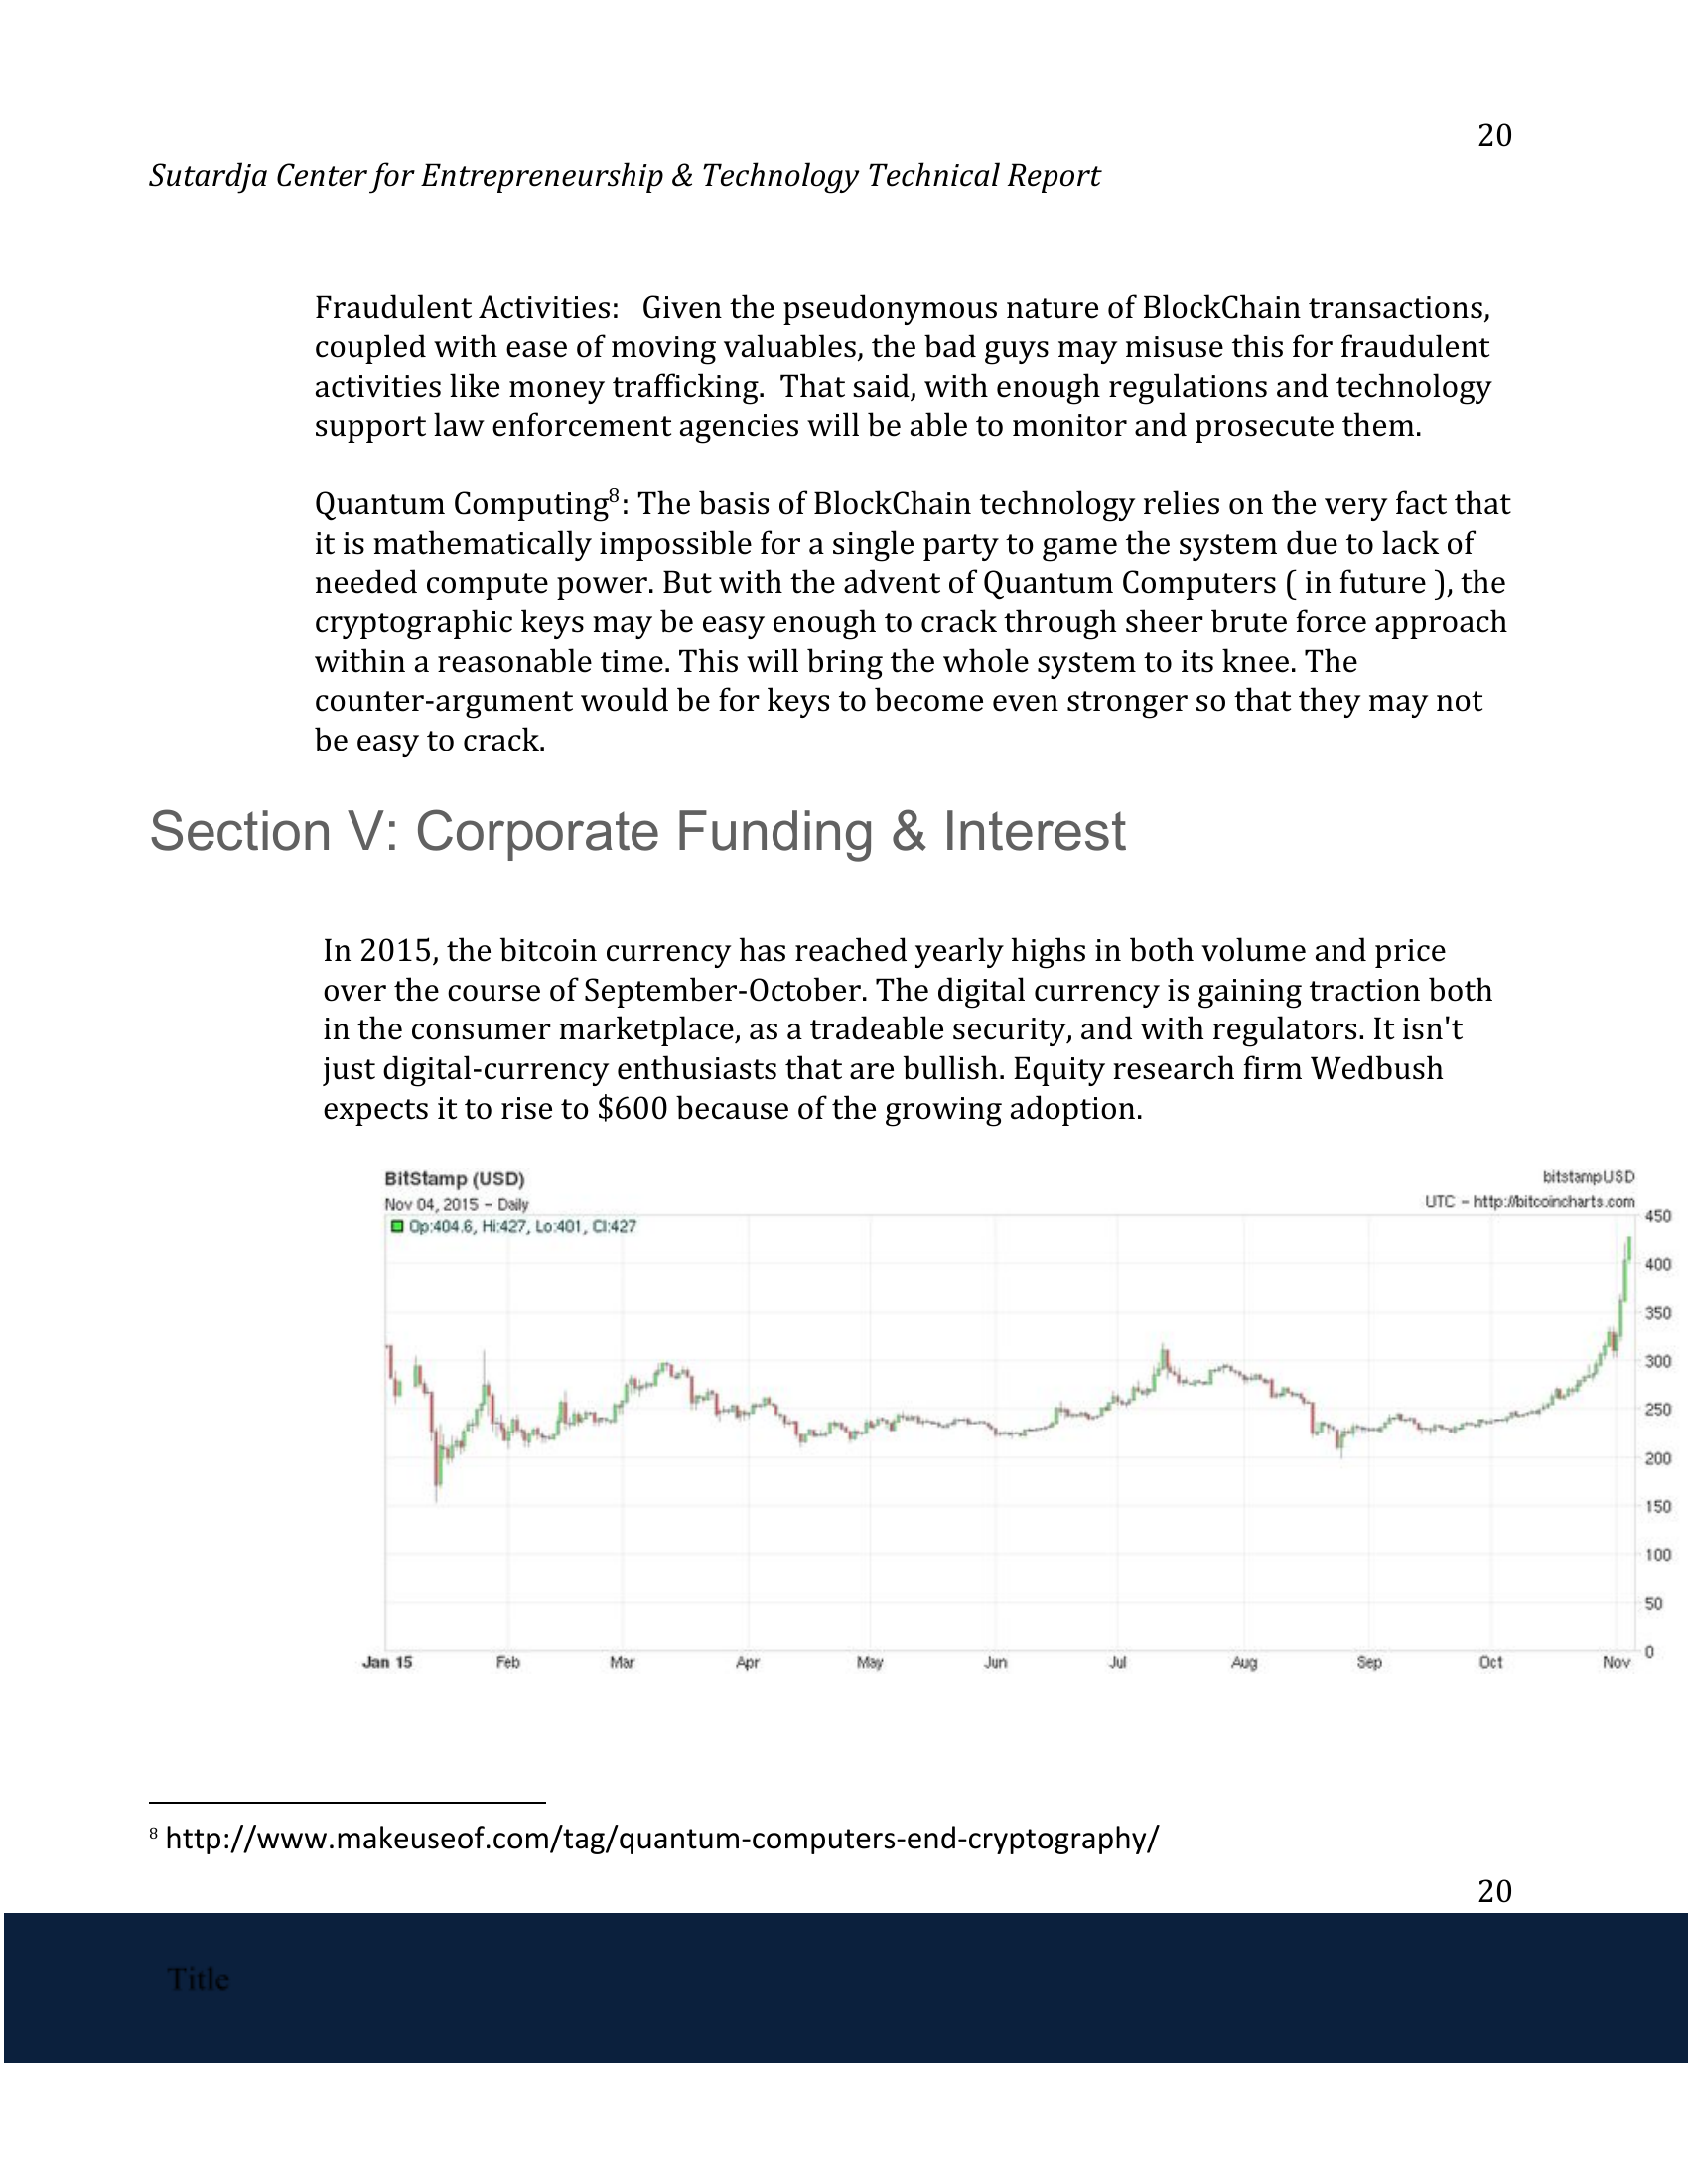 20
Sutardja Center for Entrepreneurship & Technology Technical Report
Fraudulent Activities:   Given the pseudonymous nature of BlockChain transactions,
coupled with ease of moving valuables, the bad guys may misuse this for fraudulent
activities like money trafficking.  That said, with enough regulations and technology
support law enforcement agencies will be able to monitor and prosecute them.
Quantum Computing⁸: The basis of BlockChain technology relies on the very fact that
it is mathematically impossible for a single party to game the system due to lack of
needed compute power. But with the advent of Quantum Computers ( in future ), the
cryptographic keys may be easy enough to crack through sheer brute force approach
within a reasonable time. This will bring the whole system to its knee. The
counter-argument would be for keys to become even stronger so that they may not
be easy to crack.
Section V: Corporate Funding & Interest
In 2015, the bitcoin currency has reached yearly highs in both volume and price
over the course of September-October. The digital currency is gaining traction both
in the consumer marketplace, as a tradeable security, and with regulators. It isn't
just digital-currency enthusiasts that are bullish. Equity research firm Wedbush
expects it to rise to $600 because of the growing adoption.
BitStamp (USD)
bitstampUSD
Nov 04, 2015 - Daily
UTC - http://bitcoincharts.com
Op:404.6, Hi:427, Lo:401, Cl:427
450
400
350
300
250
200
150
100
50
0
Jan 15 Feb Mar Apr May Jun Jul Aug Sep Oct Nov
⁸ http://www.makeuseof.com/tag/quantum-computers-end-cryptography/
20
Title